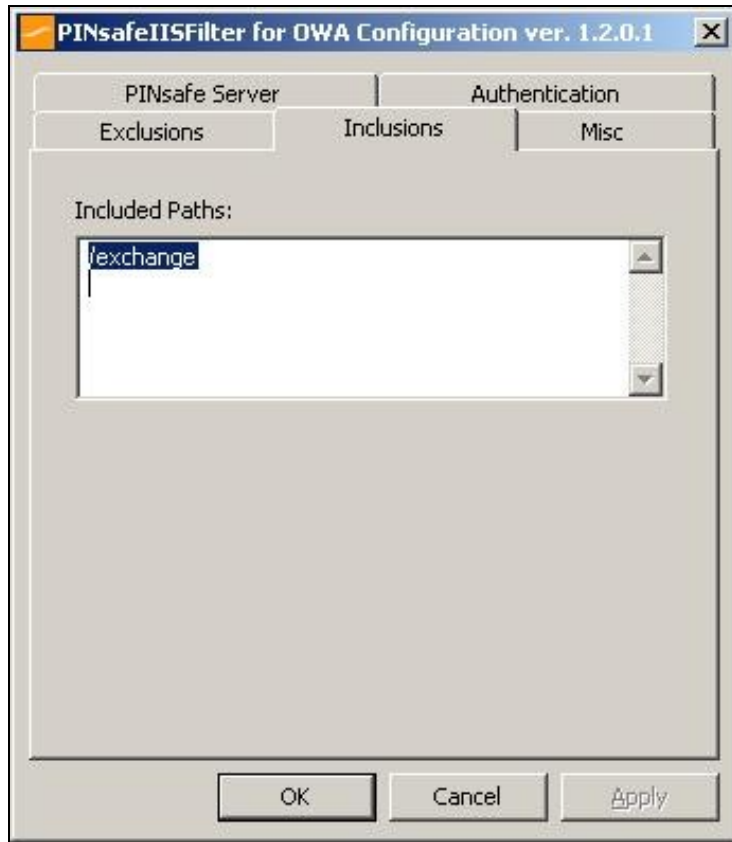 PINsafeIISFilter for OWA Configuration ver. 1.2.0.1
PINsafe Server Authentication
Exclusions Inclusions Misc
Included Paths:
/exchange
OK Cancel Apply